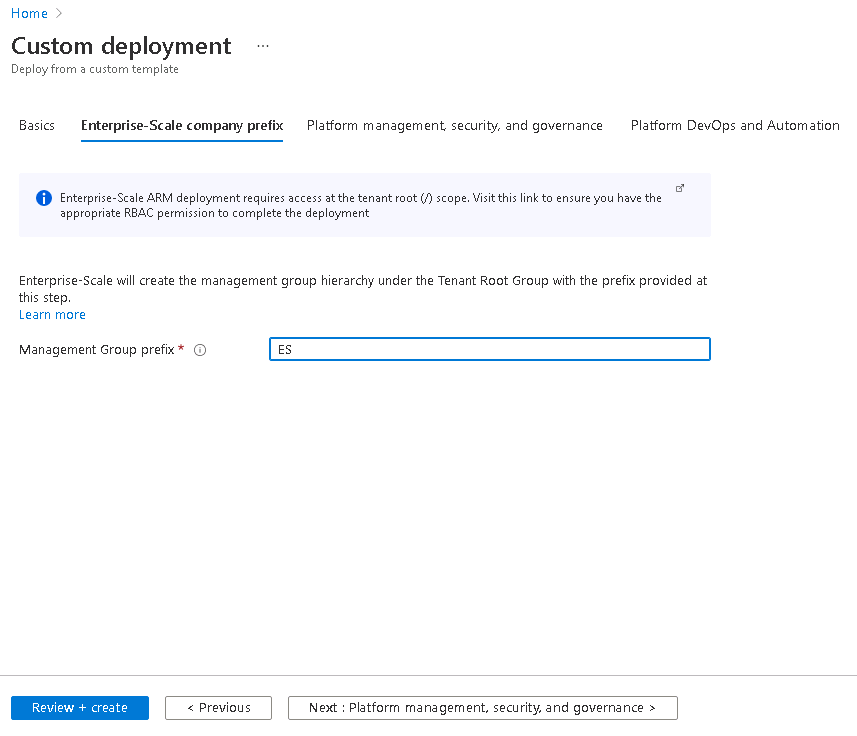 Home >
Custom deployment ...
Deploy from a custom template
Basics Enterprise-Scale company prefix Platform management, security, and governance Platform DevOps and Automation
Enterprise-Scale ARM deployment requires access at the tenant root (/) scope. Visit this link to ensure you have the
appropriate RBAC permission to complete the deployment
Enterprise-Scale will create the management group hierarchy under the Tenant Root Group with the prefix provided at
this step.
Learn more
Management Group prefix * ES
Review + create < Previous Next : Platform management, security, and governance >